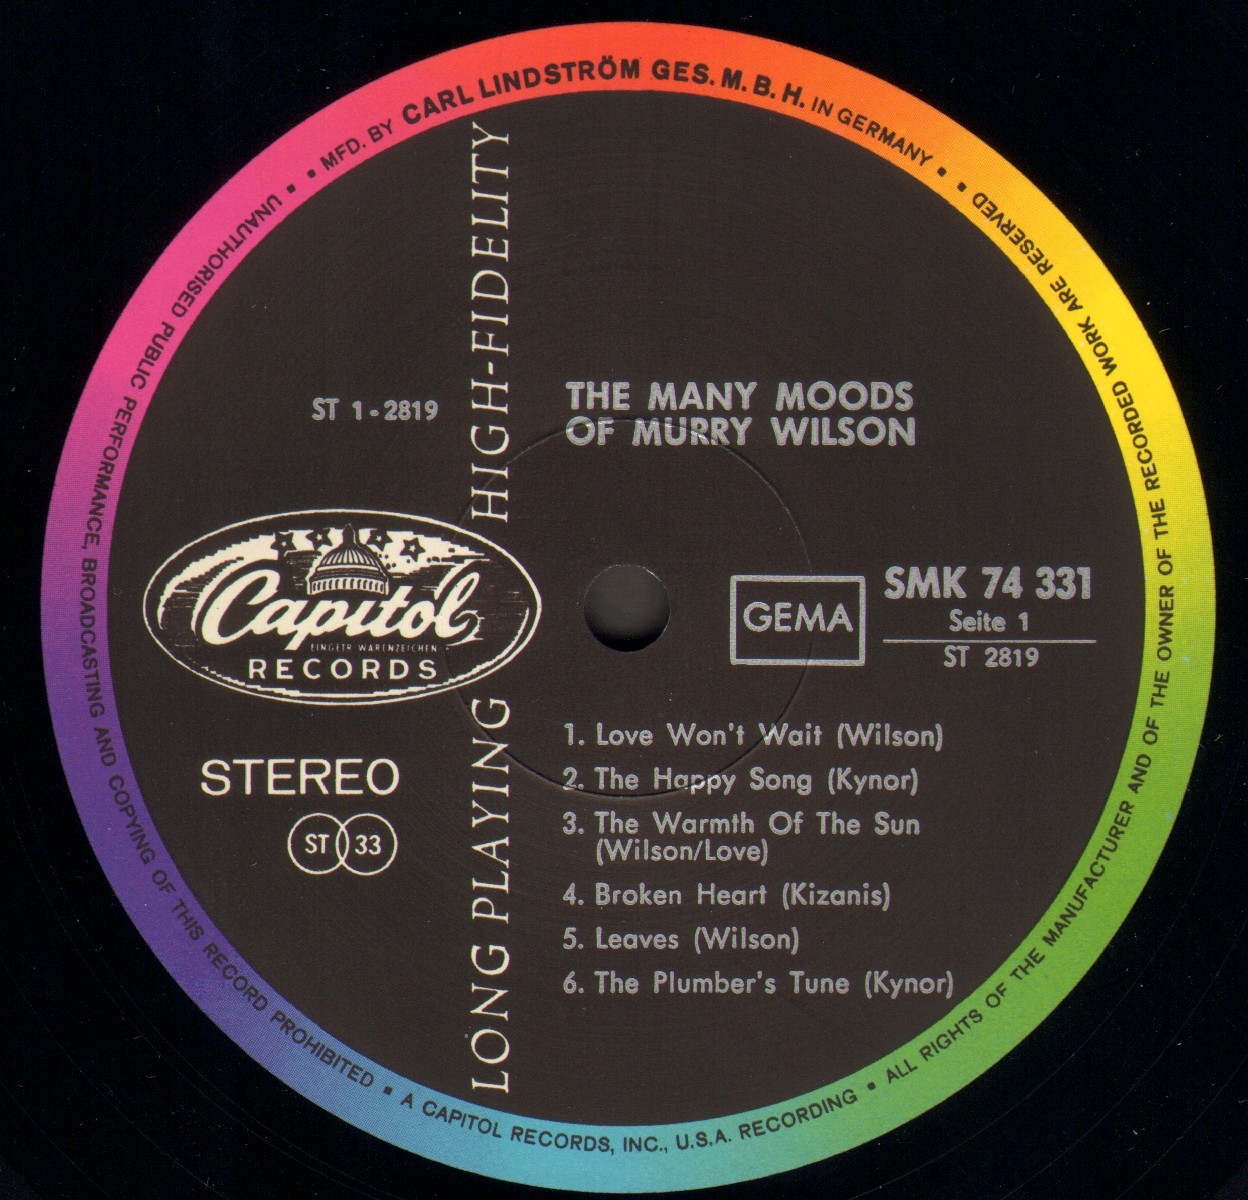 MFD. BY CARL LINDSTRÖM GES. M. B. H. IN GERMANY
ALL RIGHTS OF THE MANUFACTURER AND OF THE OWNER OF THE RECORDED WORK ARE RESERVED
UNAUTHORISED PUBLIC PERFORMANCE, BROADCASTING AND COPYING OF THIS RECORD PROHIBITED
A CAPITOL RECORDS, INC., U.S.A. RECORDING
LONG PLAYING HIGH-FIDELITY
ST 1-2819
THE MANY MOODS
OF MURRY WILSON
Capitol
EINGETR WARENZEICHEN
RECORDS
GEMA
SMK 74 331
Seite 1
ST 2819
STEREO
ST 33
1. Love Won't Wait (Wilson)
2. The Happy Song (Kynor)
3. The Warmth Of The Sun
(Wilson/Love)
4. Broken Heart (Kizanis)
5. Leaves (Wilson)
6. The Plumber's Tune (Kynor)